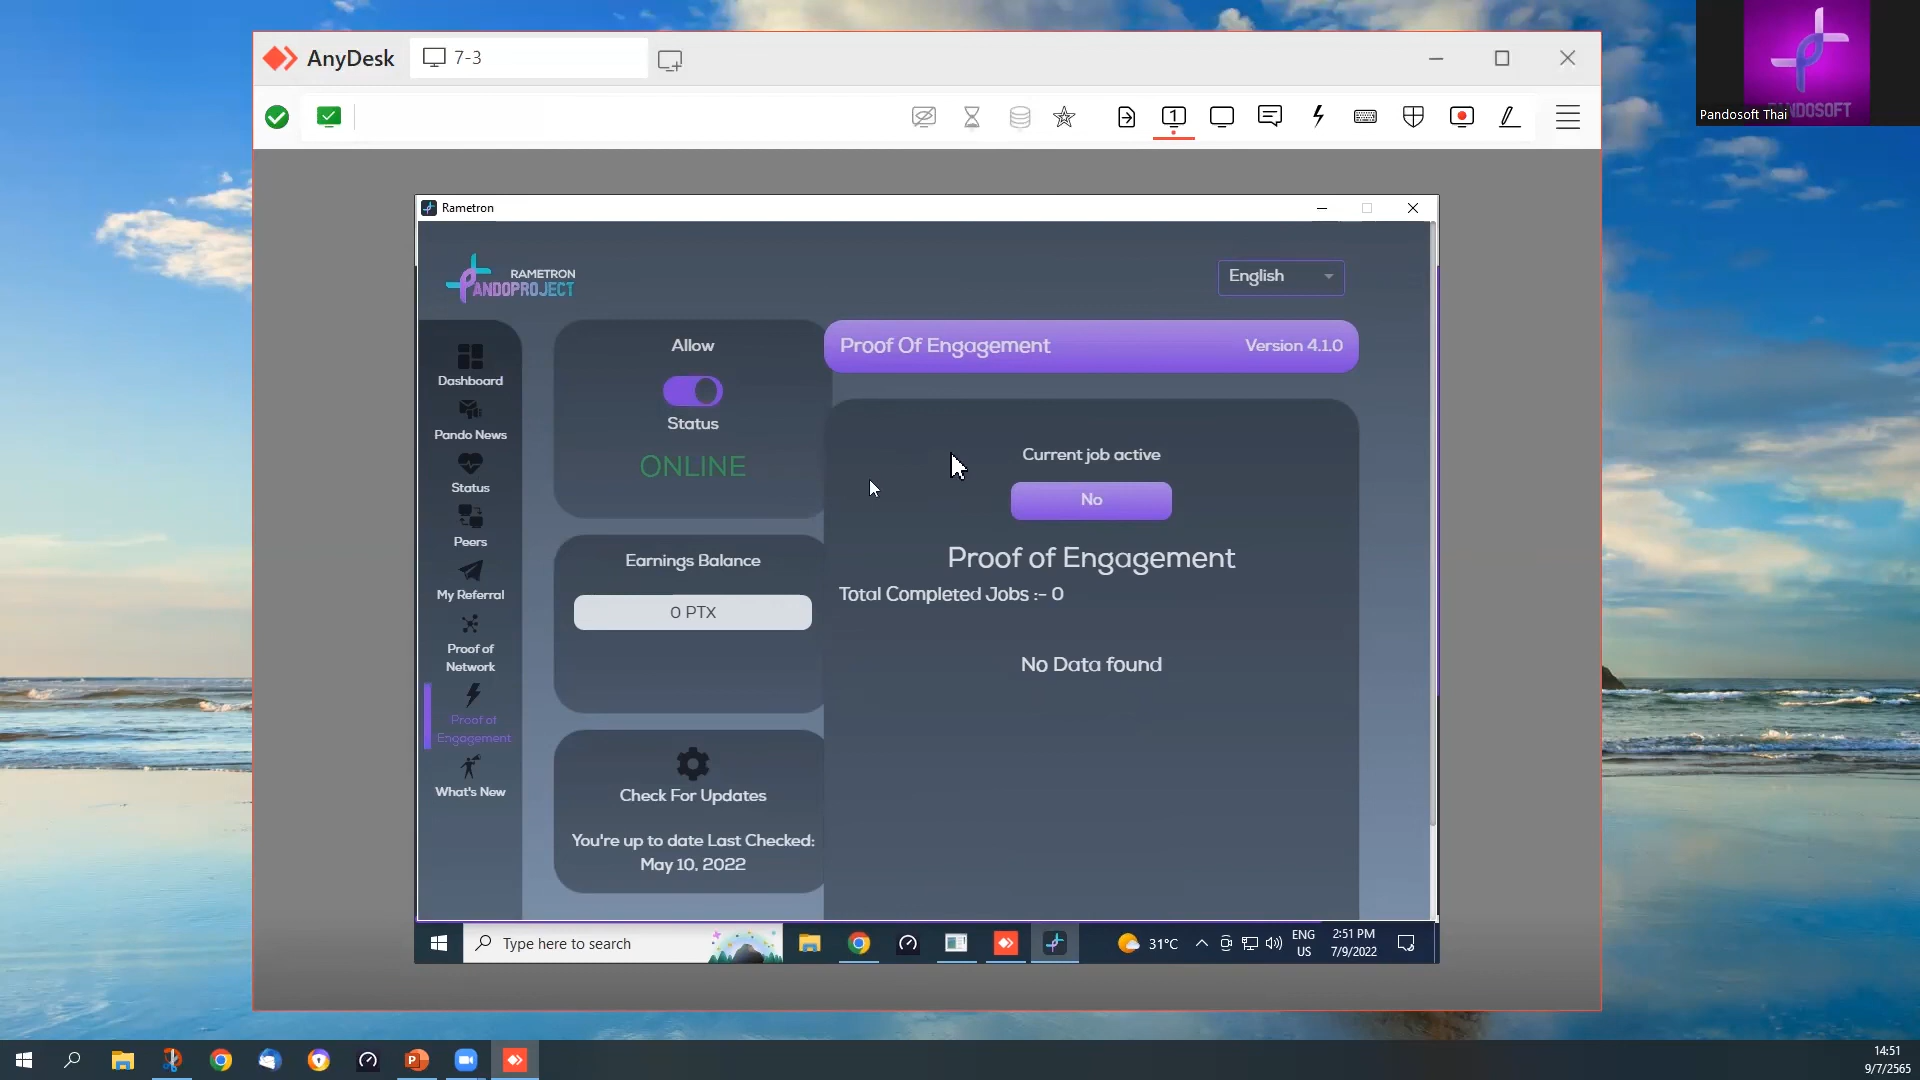 AnyDesk
7-3
Pandosoft Thai
PANDOSOFT
1
Rametron
RAMETRON
PANDOPROJECT
English
Dashboard
Pando News
Status
Peers
My Referral
Proof of
Network
Proof of
Engagement
What's New
Allow
Status
ONLINE
Earnings Balance
0 PTX
Check For Updates
You're up to date Last Checked:
May 10, 2022
Proof Of Engagement
Version 4.1.0
Current job active
No
Proof of Engagement
Total Completed Jobs :- 0
No Data found
Type here to search
31°C
ENG
US
2:51 PM
7/9/2022
14:51
9/7/2565